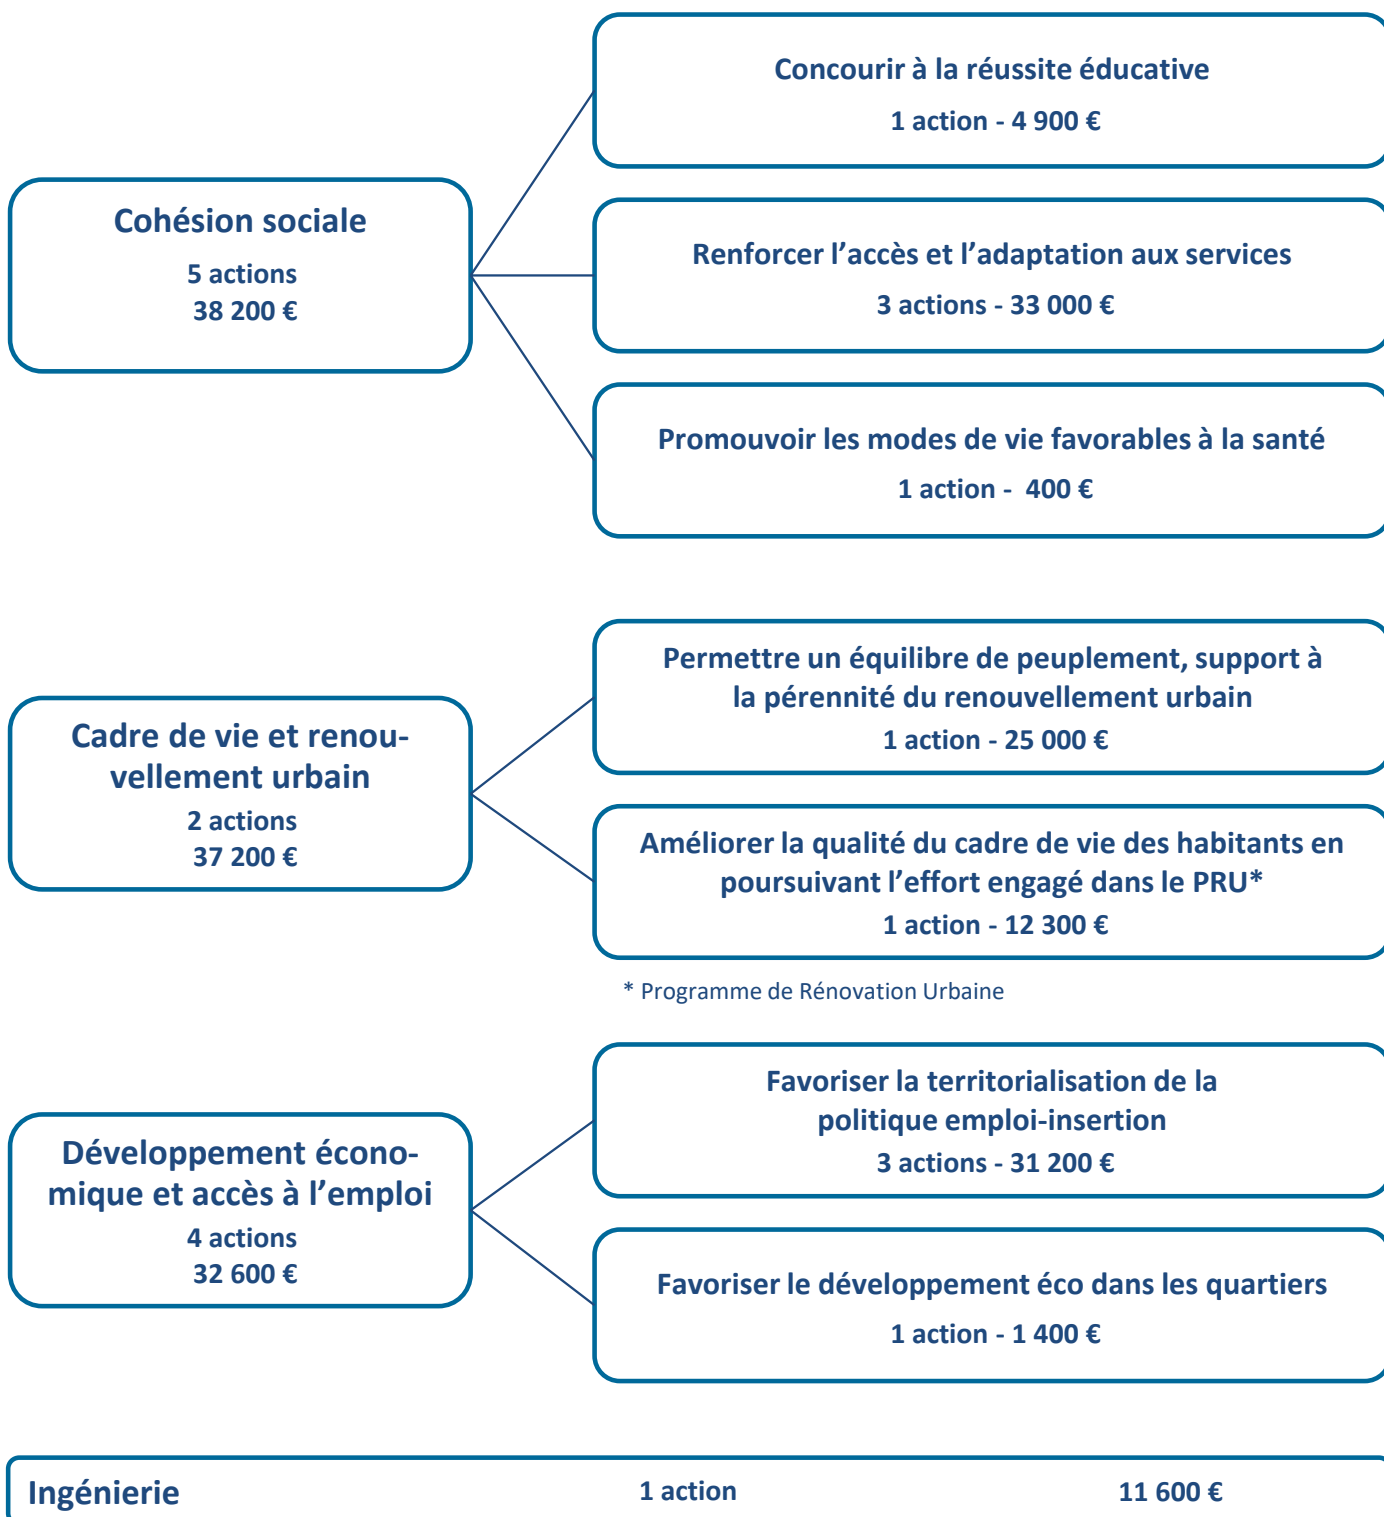 Cohésion sociale
5 actions
38 200 €
Concourir à la réussite éducative
1 action - 4 900 €
Renforcer l’accès et l’adaptation aux services
3 actions - 33 000 €
Promouvoir les modes de vie favorables à la santé
1 action -  400 €
Cadre de vie et renou-
vellement urbain
2 actions
37 200 €
Permettre un équilibre de peuplement, support à
la pérennité du renouvellement urbain
1 action - 25 000 €
Améliorer la qualité du cadre de vie des habitants en
poursuivant l’effort engagé dans le PRU*
1 action - 12 300 €
* Programme de Rénovation Urbaine
Développement écono-
mique et accès à l’emploi
4 actions
32 600 €
Favoriser la territorialisation de la
politique emploi-insertion
3 actions - 31 200 €
Favoriser le développement éco dans les quartiers
1 action - 1 400 €
Ingénierie 1 action 11 600 €